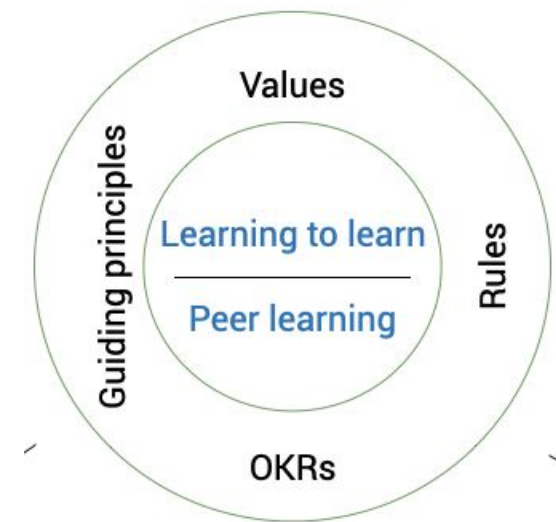 Values
Guiding principles
Learning to learn
Peer learning
Rules
OKRs